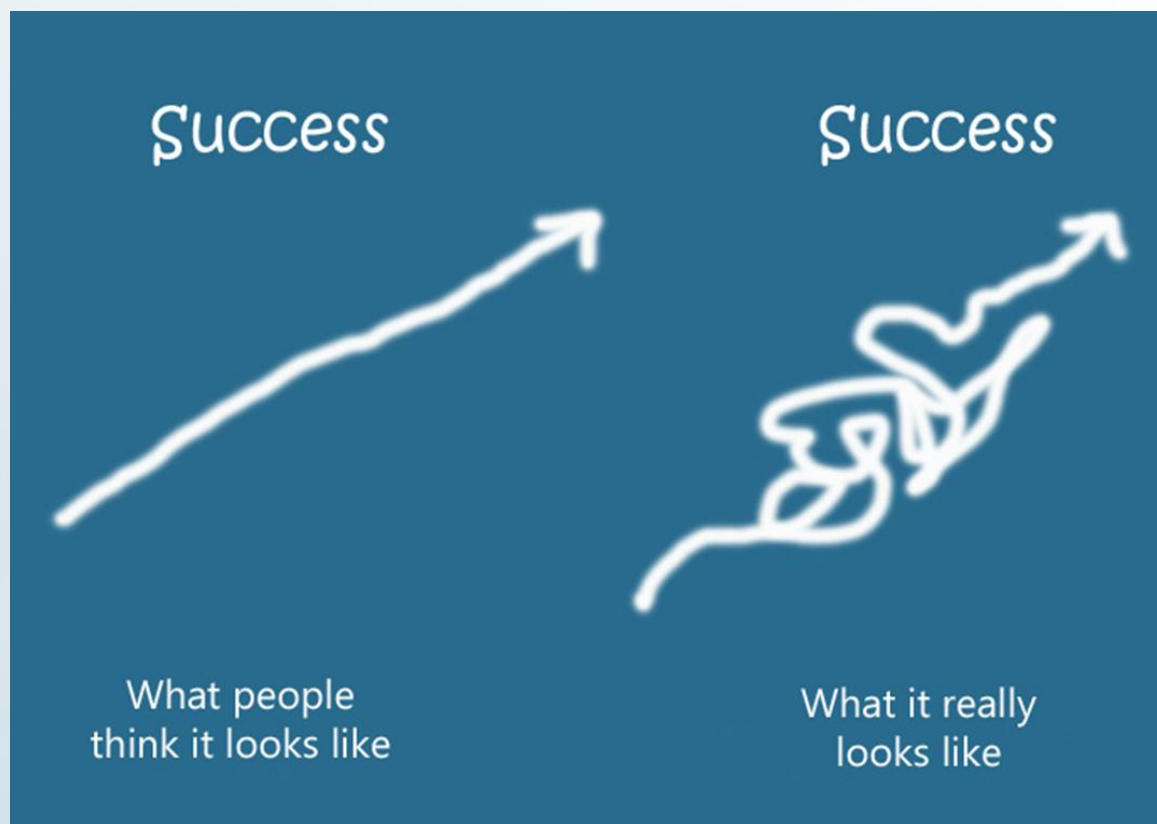 Success
What people
think it looks like
Success
What it really
looks like